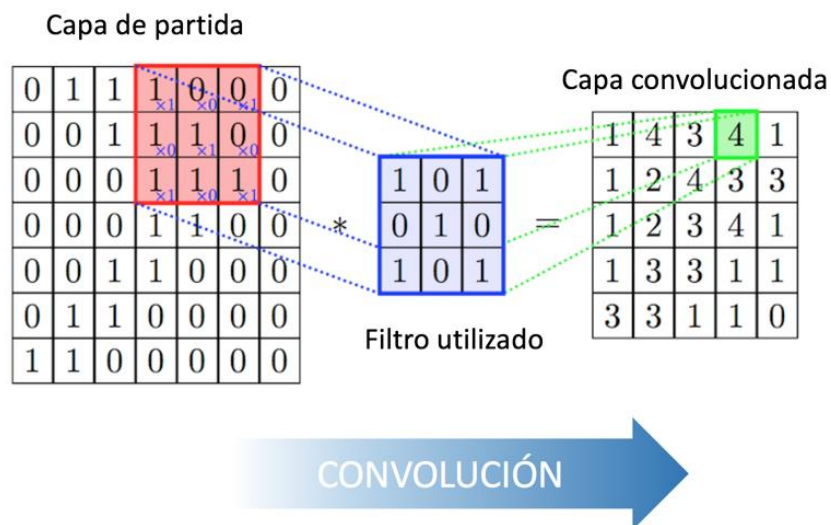 Capa de partida
Capa convolucionada
0 1 1 1×1 0×0 0×1 0
0 0 1 1×0 1×1 0×0 0
0 0 0 1×1 1×0 1×1 0
0 0 0 1 1 0 0
0 0 1 1 0 0 0
0 1 1 0 0 0 0
1 1 0 0 0 0 0
*
1 0 1
0 1 0
1 0 1
=
1 4 3 4 1
1 2 4 3 3
1 2 3 4 1
1 3 3 1 1
3 3 1 1 0
Filtro utilizado
CONVOLUCIÓN